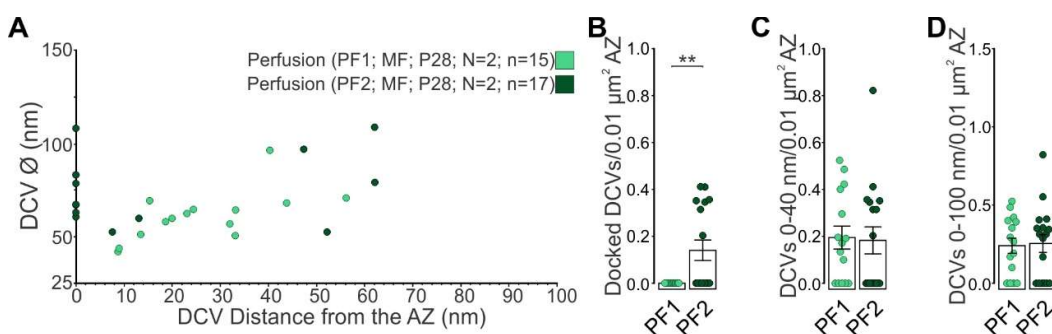 A
DCV Ø (nm)
150
100
50
25
0 10 20 30 40 50 60 70 80 90 100
DCV Distance from the AZ (nm)
Perfusion (PF1; MF; P28; N=2; n=15)
Perfusion (PF2; MF; P28; N=2; n=17)
B
Docked DCVs/0.01 µm² AZ
1.0
0.8
0.6
0.4
0.2
0.0
**
PF1 PF2
C
DCVs 0-40 nm/0.01 µm² AZ
1.0
0.8
0.6
0.4
0.2
0.0
PF1 PF2
D
DCVs 0-100 nm/0.01 µm² AZ
1.5
1.0
0.5
0.0
PF1 PF2